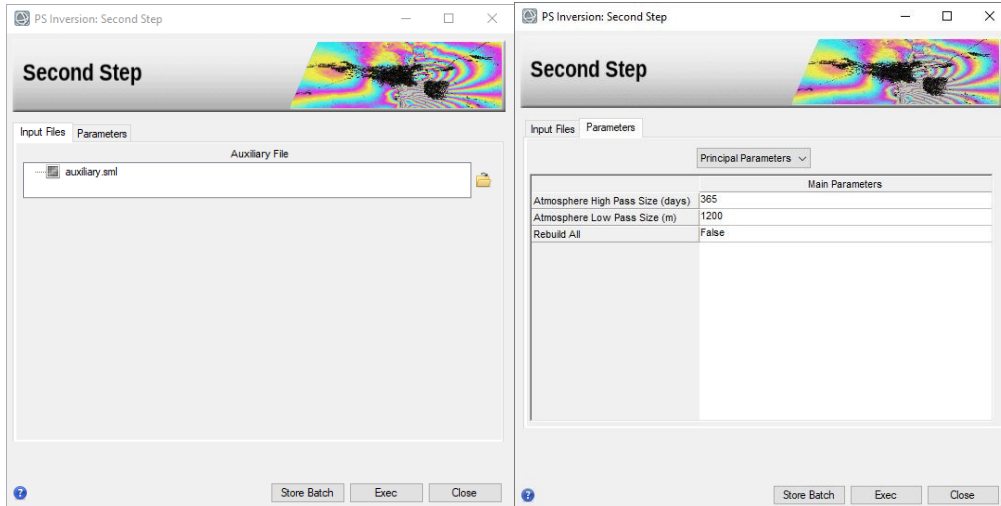 PS Inversion: Second Step
Second Step
Input Files Parameters
Auxiliary File
auxiliary.sml
Store Batch Exec Close
PS Inversion: Second Step
Second Step
Input Files Parameters
Principal Parameters
Main Parameters
Atmosphere High Pass Size (days) 365
Atmosphere Low Pass Size (m) 1200
Rebuild All False
? Store Batch Exec Close